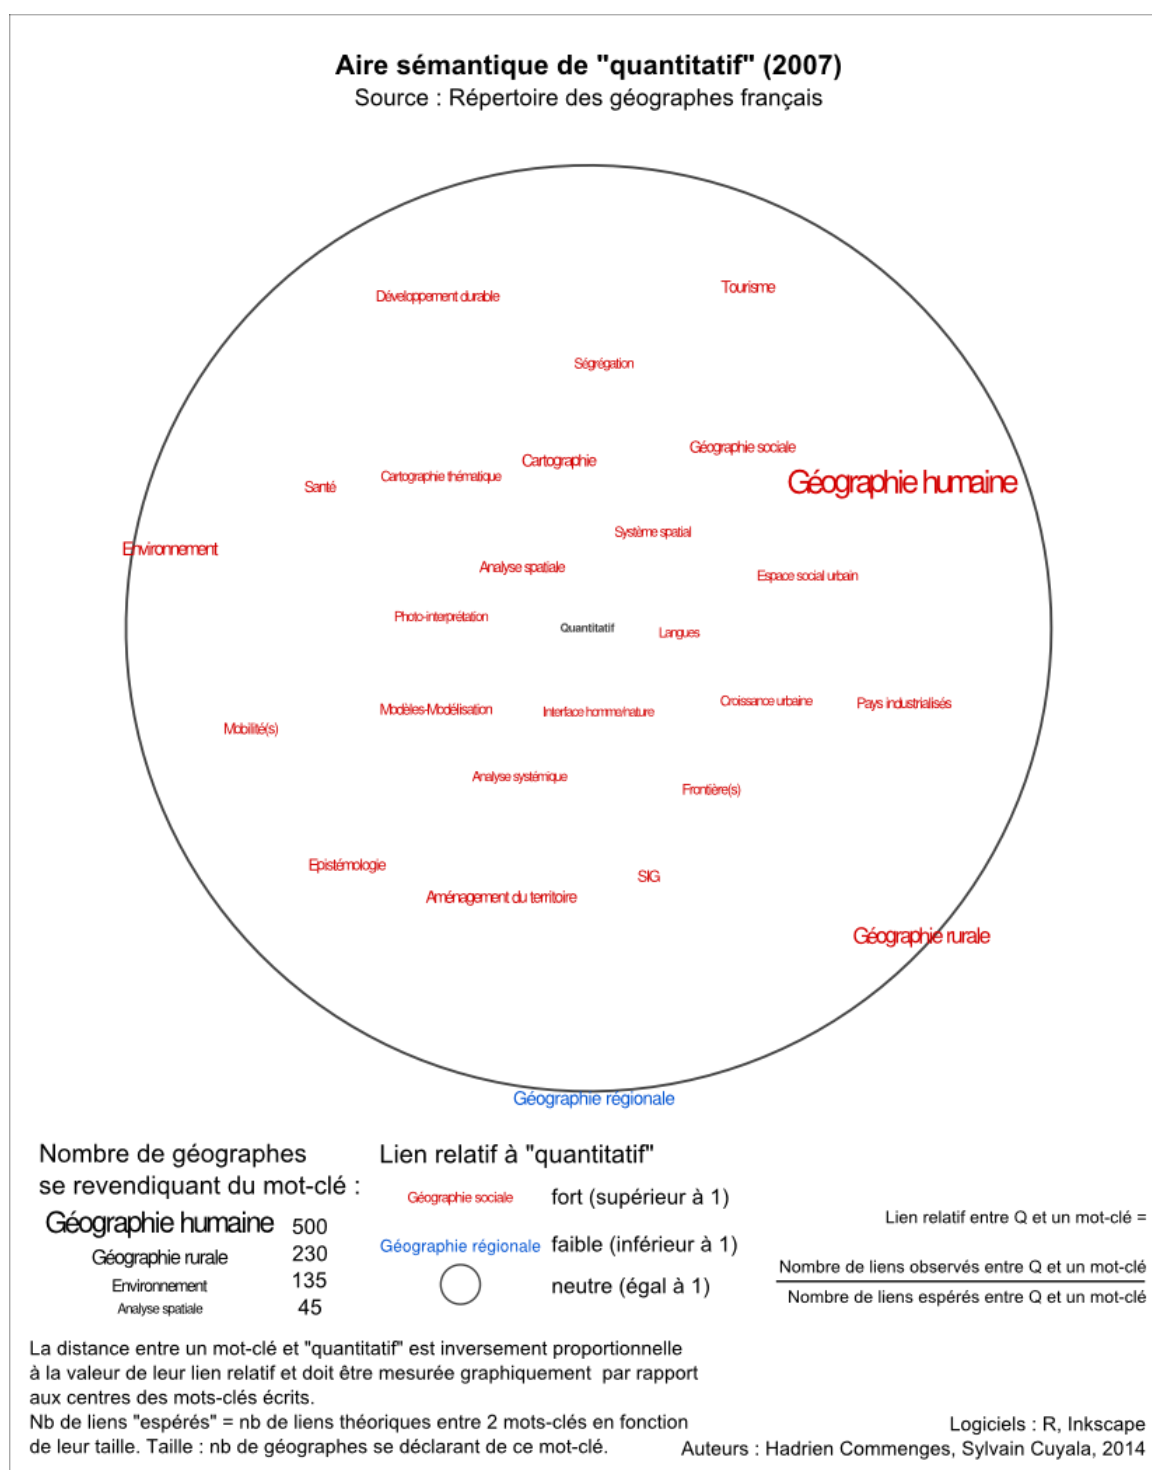 Aire sémantique de "quantitatif" (2007)
Source : Répertoire des géographes français
Développement durable
Tourisme
Ségrégation
Géographie sociale
Cartographie
Cartographie thématique
Géographie humaine
Santé
Système spatial
Environnement
Analyse spatiale
Espace social urbain
Photo-interprétation
Quantitatif
Langues
Croissance urbaine
Pays industrialisés
Modèles-Modélisation
Interface homme/nature
Mobilité(s)
Analyse systémique
Frontière(s)
Epistémologie
SIG
Aménagement du territoire
Géographie rurale
Géographie régionale
Nombre de géographes
se revendiquant du mot-clé :
Géographie humaine 500
Géographie rurale 230
Environnement 135
Analyse spatiale 45
Lien relatif à "quantitatif"
Géographie sociale fort (supérieur à 1)
Géographie régionale faible (inférieur à 1)
neutre (égal à 1)
Lien relatif entre Q et un mot-clé =
Nombre de liens observés entre Q et un mot-clé
Nombre de liens espérés entre Q et un mot-clé
La distance entre un mot-clé et "quantitatif" est inversement proportionnelle
à la valeur de leur lien relatif et doit être mesurée graphiquement par rapport
aux centres des mots-clés écrits.
Nb de liens "espérés" = nb de liens théoriques entre 2 mots-clés en fonction
de leur taille. Taille : nb de géographes se déclarant de ce mot-clé.
Logiciels : R, Inkscape
Auteurs : Hadrien Commenges, Sylvain Cuyala, 2014